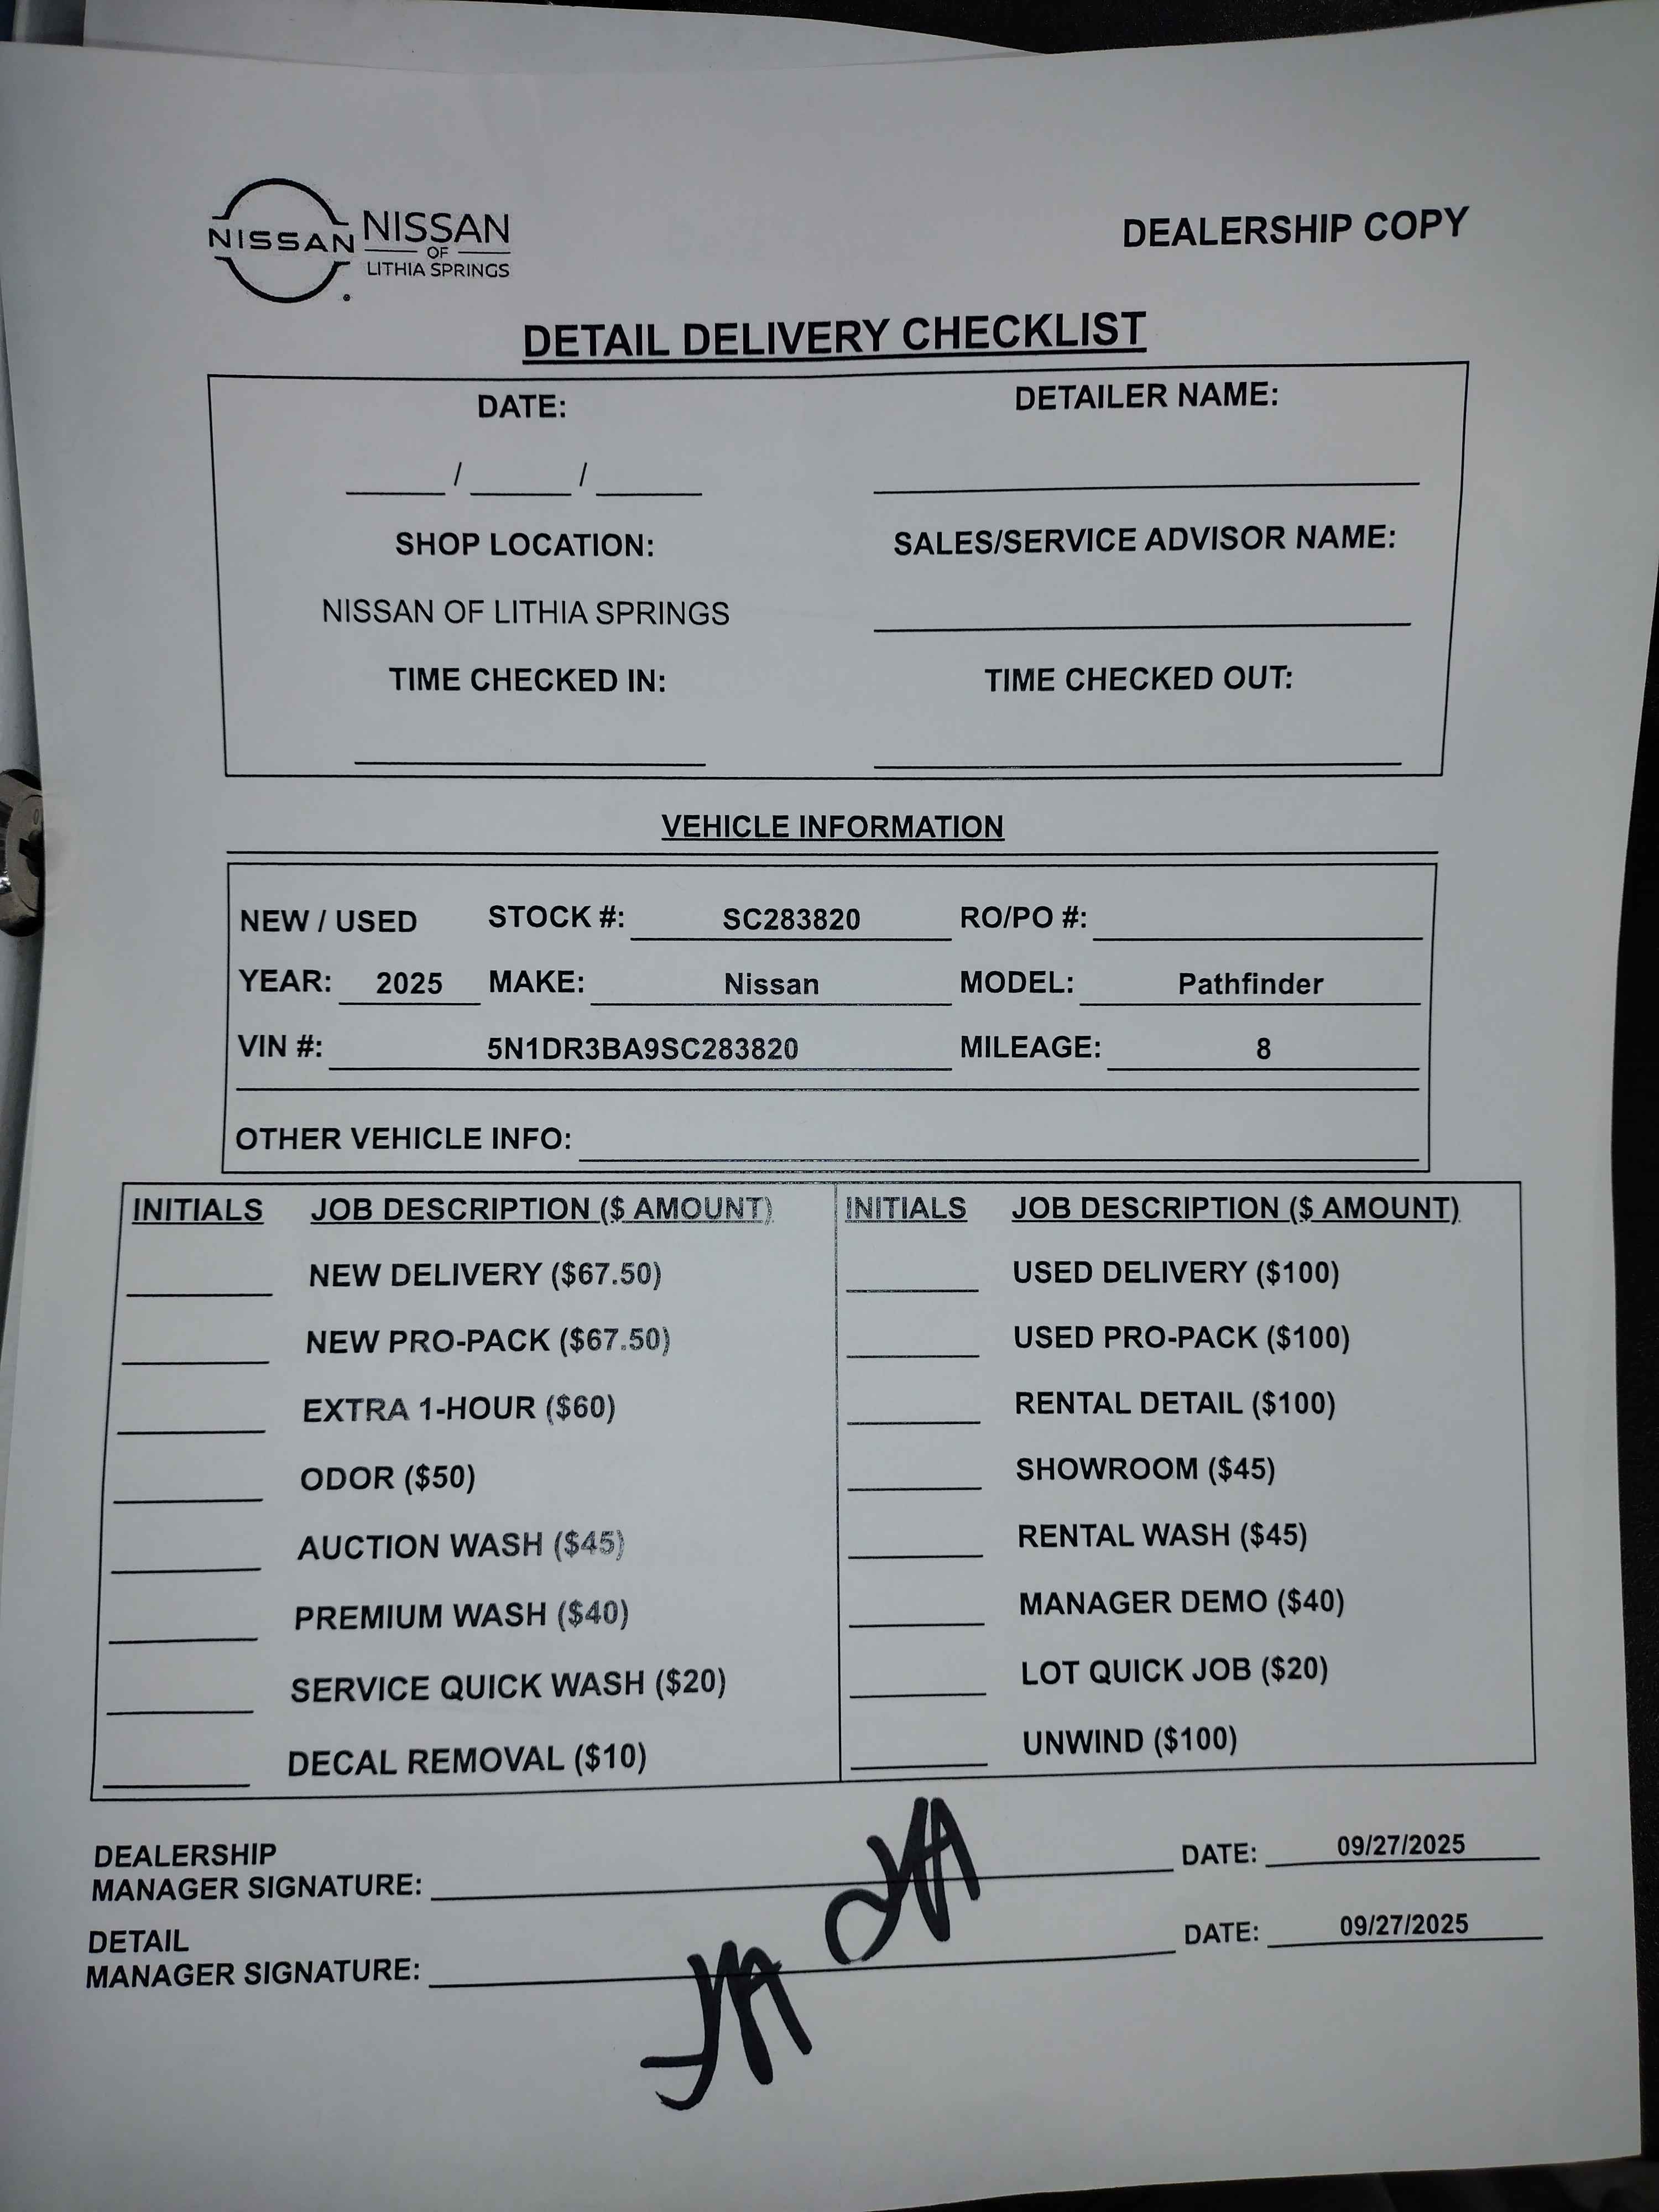 NISSAN NISSAN
OF
LITHIA SPRINGS
DEALERSHIP COPY
DETAIL DELIVERY CHECKLIST
DATE: DETAILER NAME:
/ /
SHOP LOCATION: SALES/SERVICE ADVISOR NAME:
NISSAN OF LITHIA SPRINGS
TIME CHECKED IN: TIME CHECKED OUT:
VEHICLE INFORMATION
NEW / USED STOCK #: SC283820 RO/PO #:
YEAR: 2025 MAKE: Nissan MODEL: Pathfinder
VIN #: 5N1DR3BA9SC283820 MILEAGE: 8
OTHER VEHICLE INFO:
INITIALS JOB DESCRIPTION ($ AMOUNT) INITIALS JOB DESCRIPTION ($ AMOUNT)
NEW DELIVERY ($67.50) USED DELIVERY ($100)
NEW PRO-PACK ($67.50) USED PRO-PACK ($100)
EXTRA 1-HOUR ($60) RENTAL DETAIL ($100)
ODOR ($50) SHOWROOM ($45)
AUCTION WASH ($45) RENTAL WASH ($45)
PREMIUM WASH ($40) MANAGER DEMO ($40)
SERVICE QUICK WASH ($20) LOT QUICK JOB ($20)
DECAL REMOVAL ($10) UNWIND ($100)
DEALERSHIP
MANAGER SIGNATURE: DATE: 09/27/2025
DETAIL
MANAGER SIGNATURE: DATE: 09/27/2025